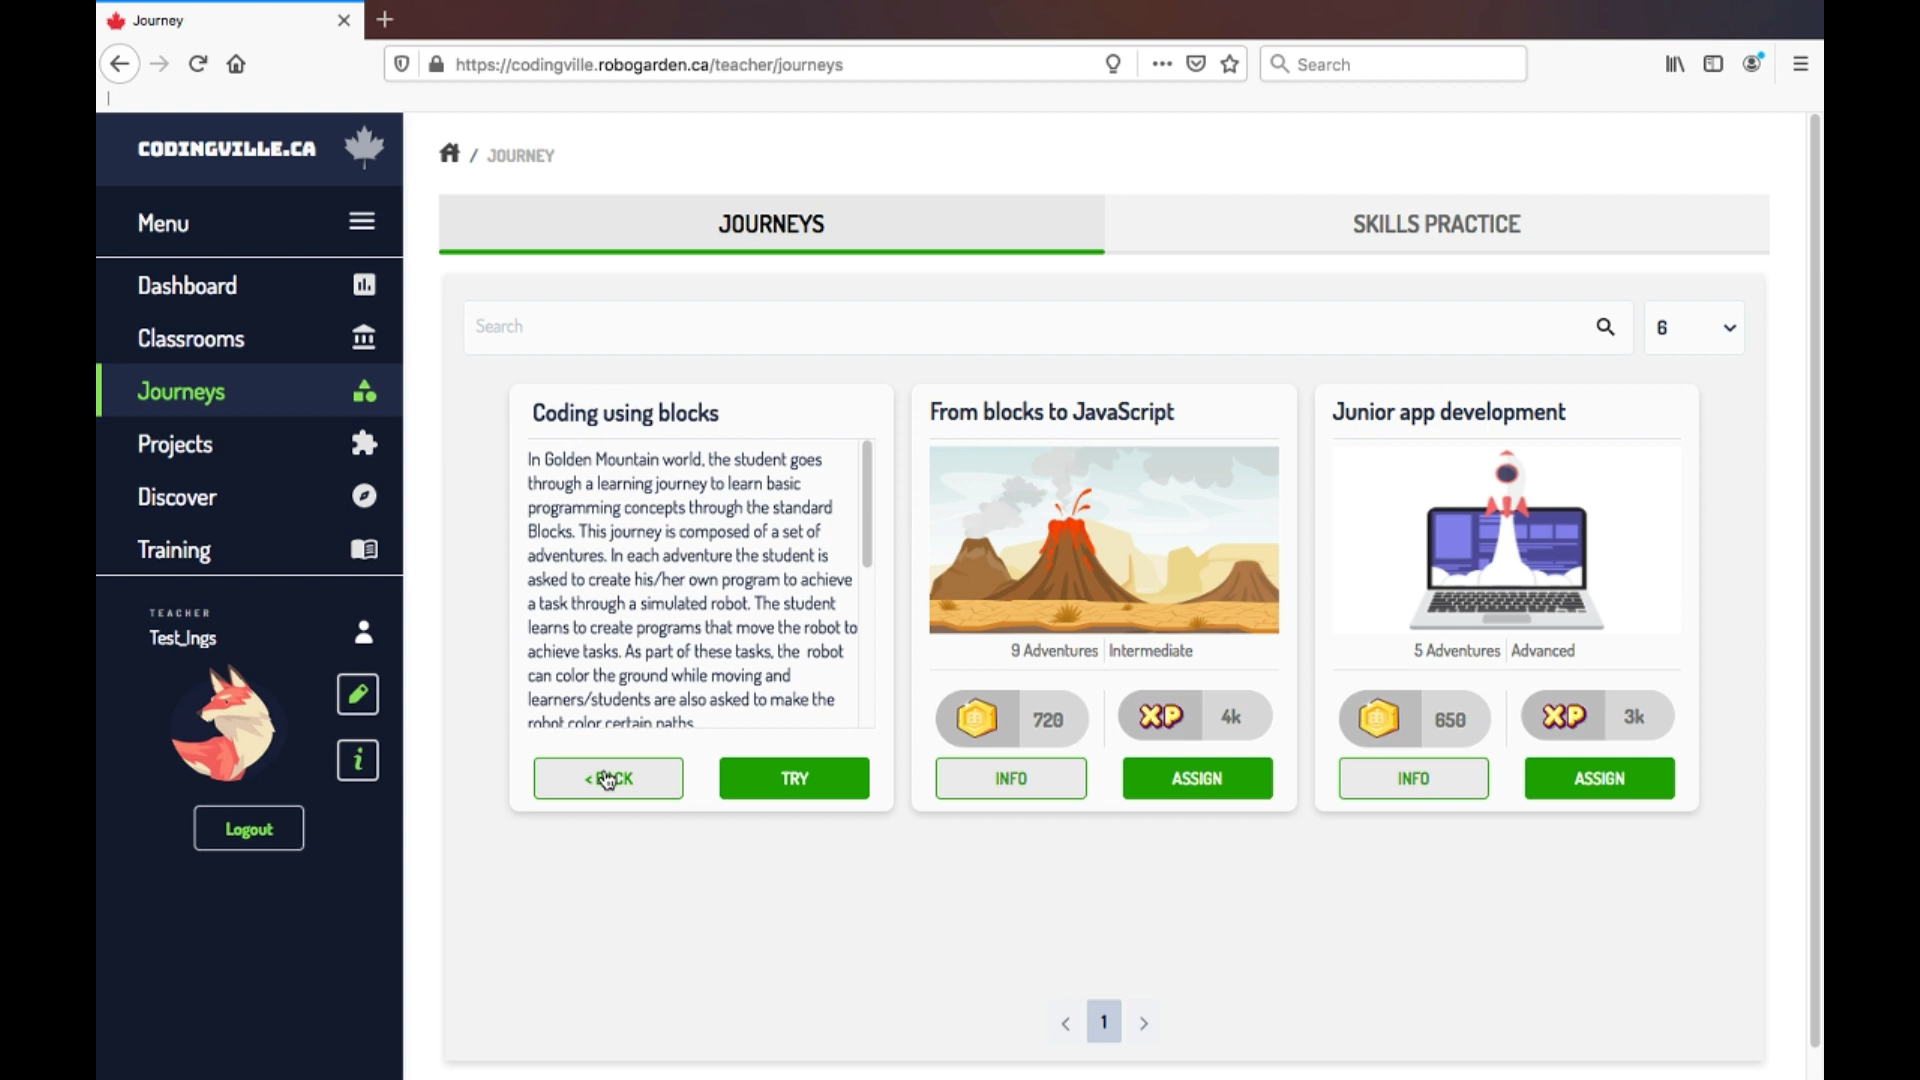 Journey
https://codingville.robogarden.ca/teacher/journeys
Search
CODINGVILLE.CA
Menu
Dashboard
Classrooms
Journeys
Projects
Discover
Training
TEACHER
Test_Ings
i
Logout
/ JOURNEY
JOURNEYS
SKILLS PRACTICE
Search
6
Coding using blocks
In Golden Mountain world, the student goes
through a learning journey to learn basic
programming concepts through the standard
Blocks. This journey is composed of a set of
adventures. In each adventure the student is
asked to create his/her own program to achieve
a task through a simulated robot. The student
learns to create programs that move the robot to
achieve tasks. As part of these tasks, the robot
can color the ground while moving and
learners/students are also asked to make the
robot color certain paths.
TRY
From blocks to JavaScript
9 Adventures | Intermediate
720
XP 4k
INFO
ASSIGN
Junior app development
5 Adventures | Advanced
650
XP 3k
INFO
ASSIGN
< 1 >